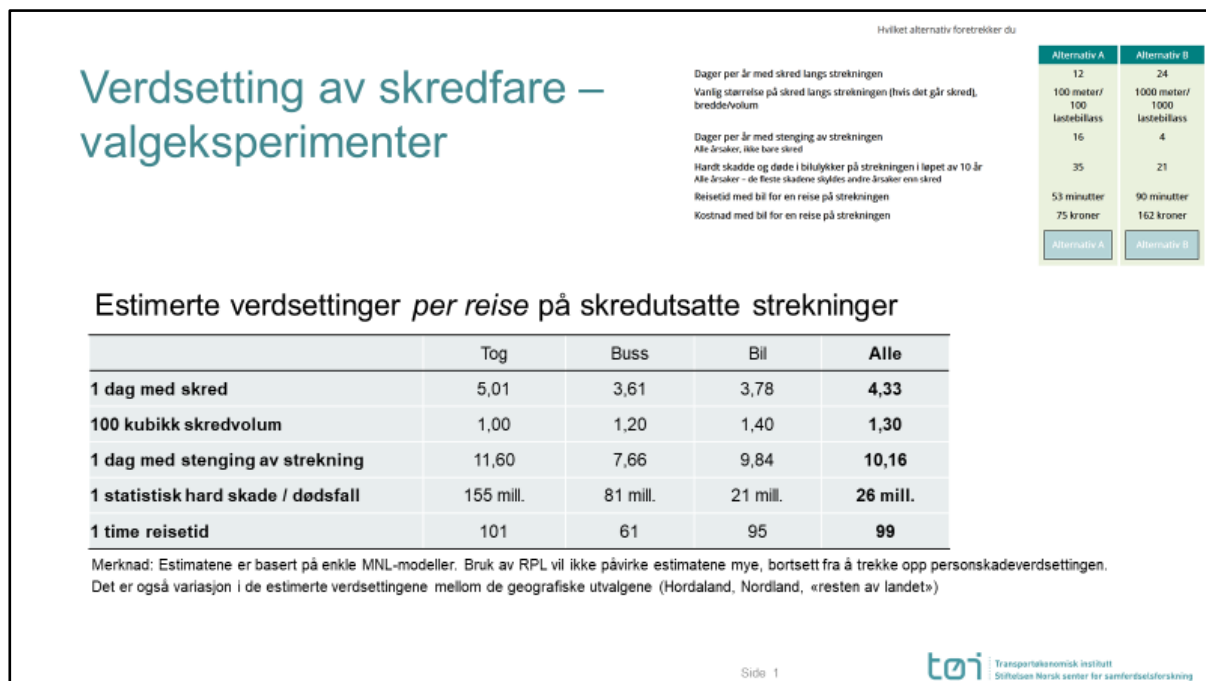 Verdsetting av skredfare –
valgeksperimenter
Hvilket alternativ foretrekker du
Alternativ A Alternativ B
Dager per år med skred langs strekningen 12 24
Vanlig størrelse på skred langs strekningen (hvis det går skred),
bredde/volum
100 meter/ 1000 meter/
100 1000
lastebillass lastebillass
Dager per år med stenging av strekningen 16 4
Alle årsaker, ikke bare skred
Hardt skadde og døde i bilulykker på strekningen i løpet av 10 år 35 21
Alle årsaker – de fleste skadene skyldes andre årsaker enn skred
Reisetid med bil for en reise på strekningen 53 minutter 90 minutter
Kostnad med bil for en reise på strekningen 75 kroner 162 kroner
Alternativ A Alternativ B
Estimerte verdsettinger per reise på skredutsatte strekninger
Tog Buss Bil Alle
1 dag med skred 5,01 3,61 3,78 4,33
100 kubikk skredvolum 1,00 1,20 1,40 1,30
1 dag med stenging av strekning 11,60 7,66 9,84 10,16
1 statistisk hard skade / dødsfall 155 mill. 81 mill. 21 mill. 26 mill.
1 time reisetid 101 61 95 99
Merknad: Estimatene er basert på enkle MNL-modeller. Bruk av RPL vil ikke påvirke estimatene mye, bortsett fra å trekke opp personskadeverdsettingen.
Det er også variasjon i de estimerte verdsettingene mellom de geografiske utvalgene (Hordaland, Nordland, «resten av landet»)
Side 1
tøi Transportøkonomisk institutt
Stiftelsen Norsk senter for samferdselsforskning